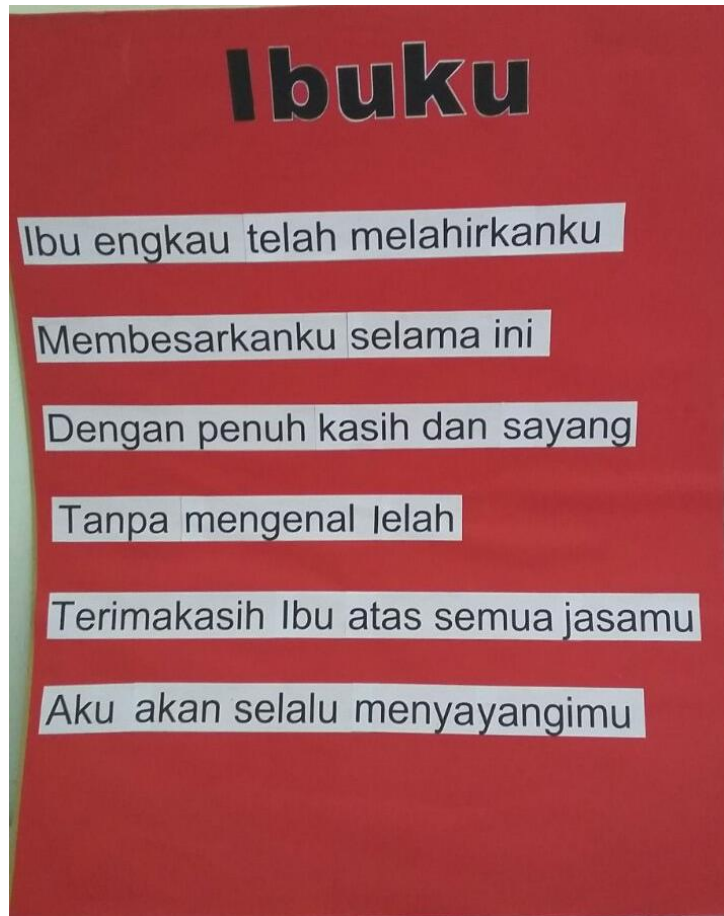 Ibuku
Ibu engkau telah melahirkanku
Membesarkanku selama ini
Dengan penuh kasih dan sayang
Tanpa mengenal lelah
Terimakasih Ibu atas semua jasamu
Aku akan selalu menyayangimu